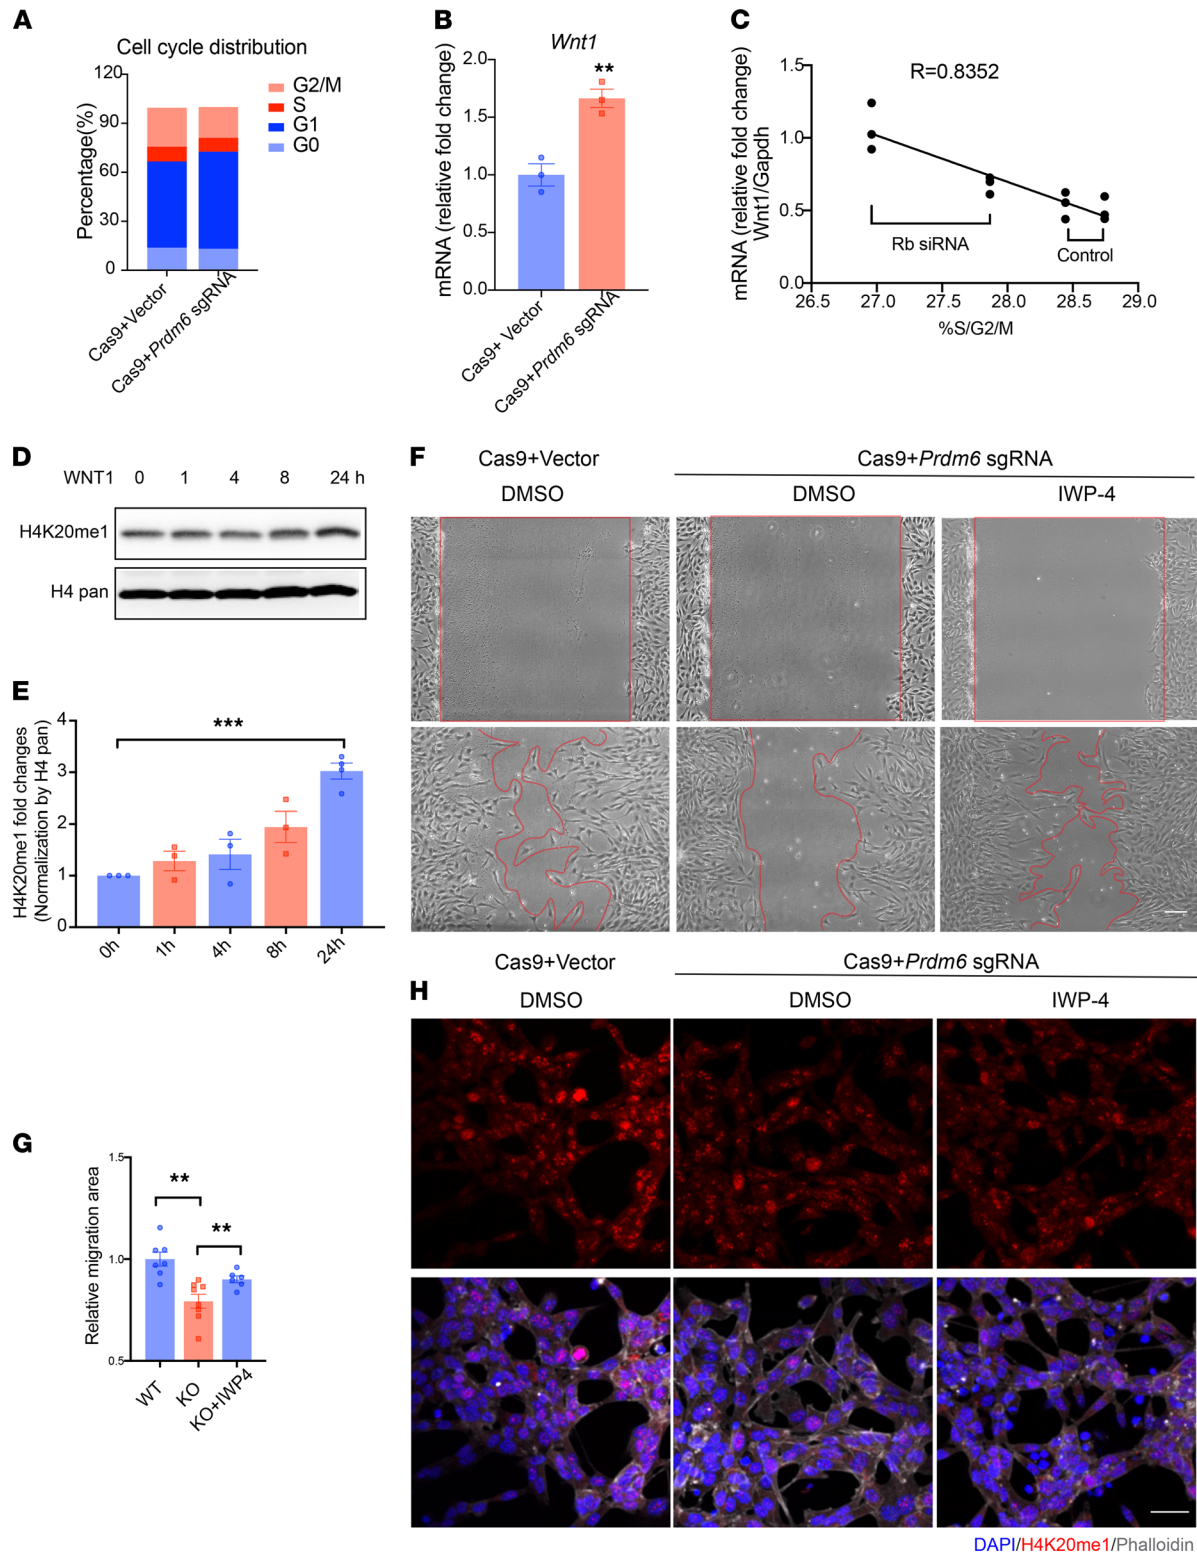 A
Cell cycle distribution
Percentage(%)
120
90
60
30
0
G2/M
S
G1
G0
Cas9+Vector
Cas9+Prdm6 sgRNA
B
Wnt1
mRNA (relative fold change)
2.0
1.5
1.0
0.5
0.0
**
Cas9+ Vector
Cas9+Prdm6 sgRNA
C
mRNA (relative fold change)
Wnt1/Gapdh
1.5
1.0
0.5
0.0
R=0.8352
Rb siRNA
Control
26.5 27.0 27.5 28.0 28.5 29.0
%S/G2/M
D
WNT1 0 1 4 8 24 h
H4K20me1
H4 pan
E
H4K20me1 fold changes
(Normalization by H4 pan)
4
3
2
1
0
***
0h 1h 4h 8h 24h
F
Cas9+Vector Cas9+Prdm6 sgRNA
DMSO DMSO IWP-4
G
Relative migration area
1.5
1.0
0.5
**
**
WT KO KO+IWP4
H
Cas9+Vector Cas9+Prdm6 sgRNA
DMSO DMSO IWP-4
DAPI/H4K20me1/Phalloidin